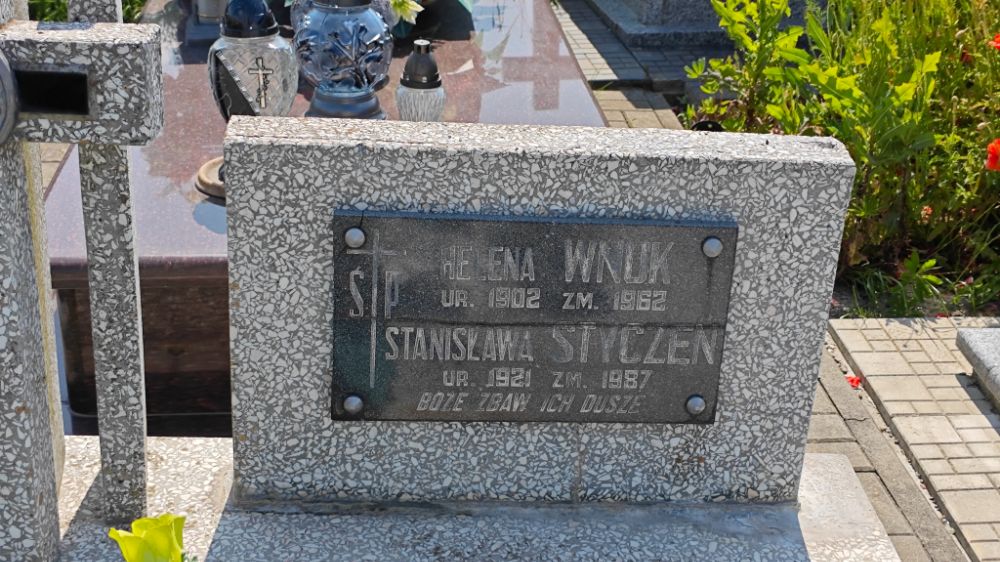 Ś P
HELENA WNUK
UR. 1902 ZM. 1962
STANISŁAWA STYCZEŃ
UR. 1921 ZM. 1987
BOŻE ZBAW ICH DUSZE